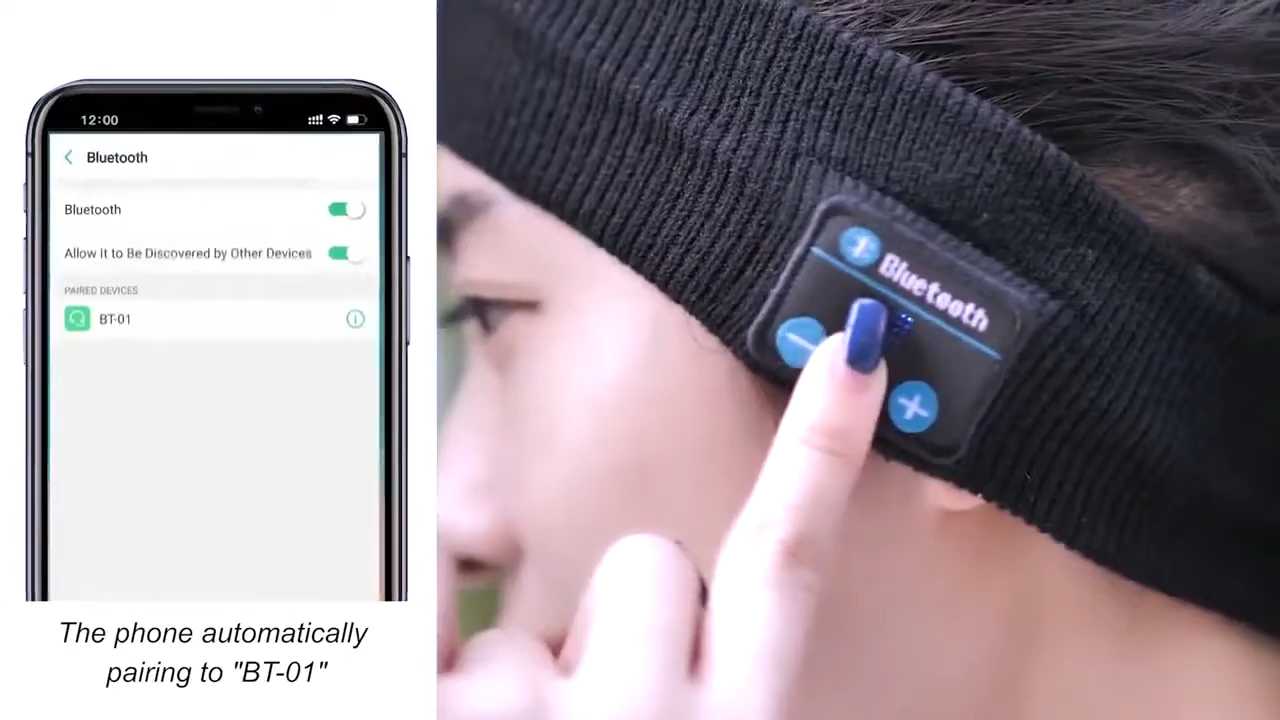 12:00
Bluetooth
Bluetooth
Allow It to Be Discovered by Other Devices
PAIRED DEVICES
BT-01
The phone automatically
pairing to "BT-01"
Bluetooth